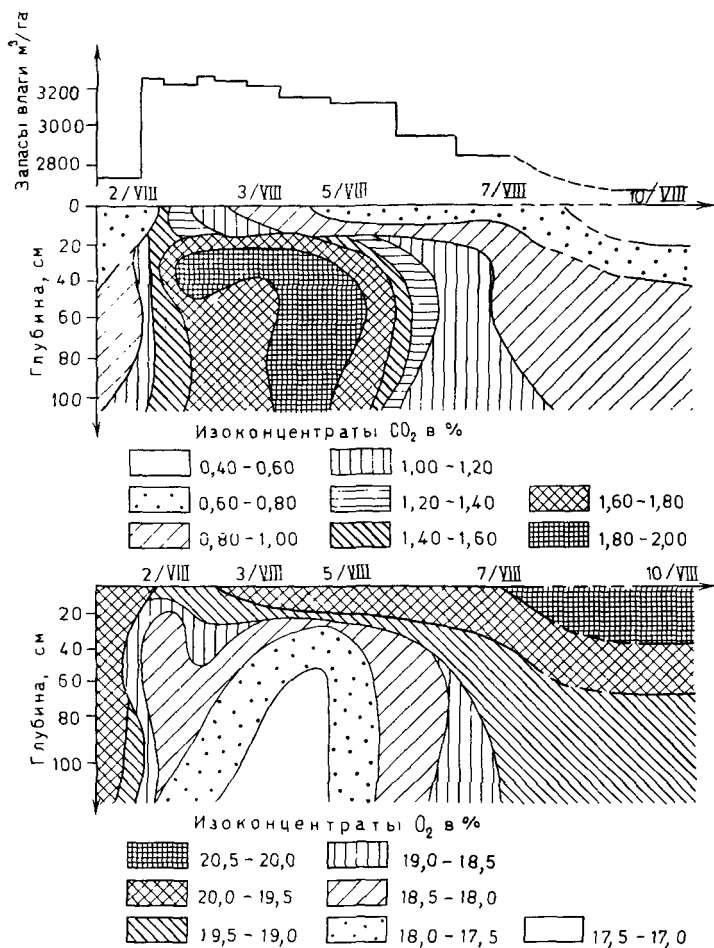 Запасы влаги м³/га
3200
3000
2800
2/VIII 3/VIII 5/VIII 7/VIII 10/VIII
Глубина, см
0
20
40
60
80
100
Изоконцентраты CO₂ в %
0,40-0,60 1,00-1,20
0,60-0,80 1,20-1,40 1,60-1,80
0,80-1,00 1,40-1,60 1,80-2,00
2/VIII 3/VIII 5/VIII 7/VIII 10/VIII
Глубина, см
20
40
60
80
100
Изоконцентраты O₂ в %
20,5-20,0 19,0-18,5
20,0-19,5 18,5-18,0
19,5-19,0 18,0-17,5 17,5-17,0